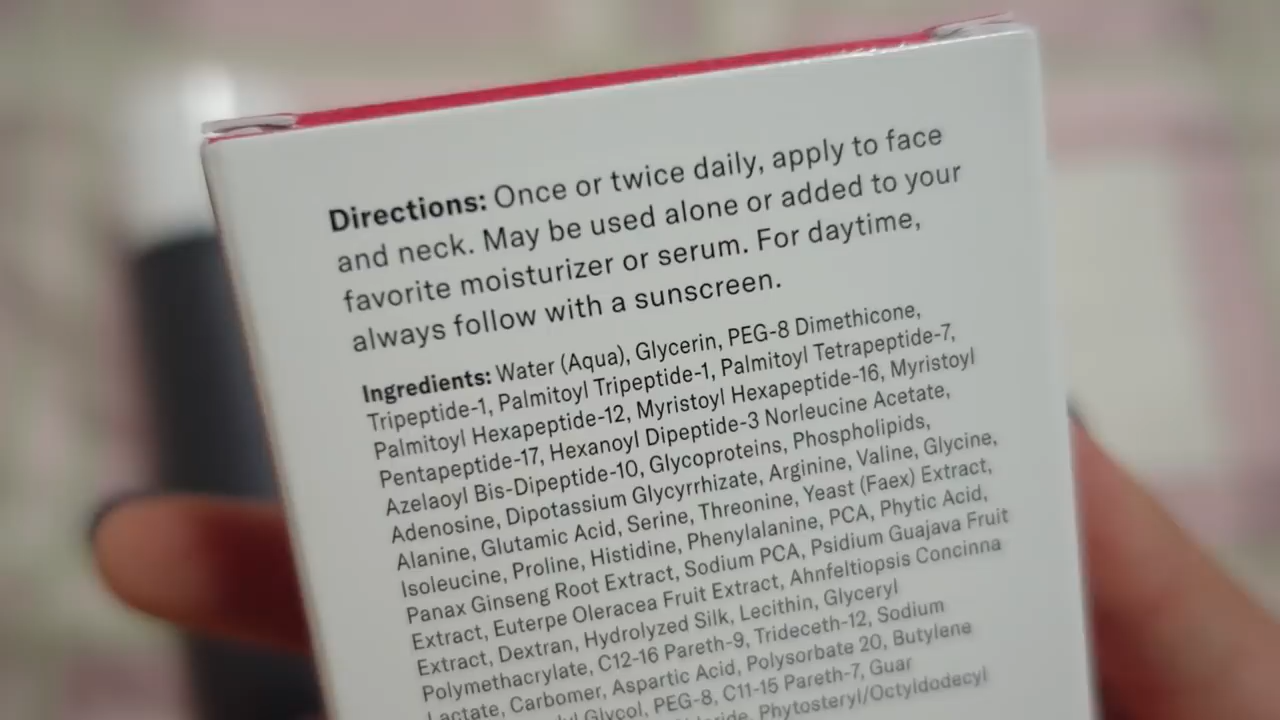 Directions: Once or twice daily, apply to face
and neck. May be used alone or added to your
favorite moisturizer or serum. For daytime,
always follow with a sunscreen.
Ingredients: Water (Aqua), Glycerin, PEG-8 Dimethicone,
Tripeptide-1, Palmitoyl Tripeptide-1, Palmitoyl Tetrapeptide-7,
Palmitoyl Hexapeptide-12, Myristoyl Hexapeptide-16, Myristoyl
Pentapeptide-17, Hexanoyl Dipeptide-3 Norleucine Acetate,
Azelaoyl Bis-Dipeptide-10, Glycoproteins, Phospholipids,
Adenosine, Dipotassium Glycyrrhizate, Arginine, Valine, Glycine,
Alanine, Glutamic Acid, Serine, Threonine, Yeast (Faex) Extract,
Isoleucine, Proline, Histidine, Phenylalanine, PCA, Phytic Acid,
Panax Ginseng Root Extract, Sodium PCA, Psidium Guajava Fruit
Extract, Euterpe Oleracea Fruit Extract, Ahnfeltiopsis Concinna
Extract, Dextran, Hydrolyzed Silk, Lecithin, Glyceryl
Polymethacrylate, C12-16 Pareth-9, Trideceth-12, Sodium
Lactate, Carbomer, Aspartic Acid, Polysorbate 20, Butylene
Glycol, PEG-8, C11-15 Pareth-7, Guar
Phytosteryl/Octyldodecyl